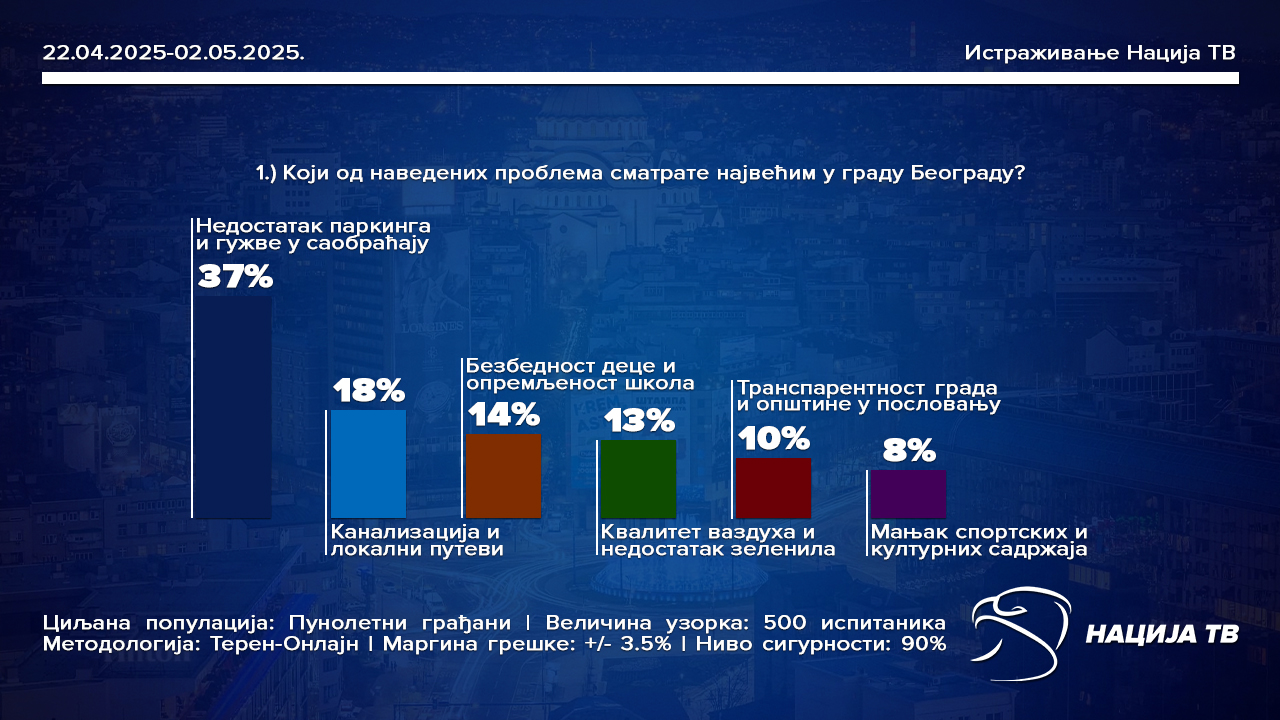 22.04.2025-02.05.2025.
Истраживање Нација ТВ
1.) Који од наведених проблема сматрате највећим у граду Београду?
Недостатак паркинга
и гужве у саобраћају
37%
18%
Канализација и
локални путеви
Безбедност деце и
опремљеност школа
14%
13%
Квалитет ваздуха и
недостатак зеленила
Транспарентност града
и општине у пословању
10%
8%
Мањак спортских и
културних садржаја
LONGINES
ШТАМПА
Циљана популација: Пунолетни грађани | Величина узорка: 500 испитаника
Методологија: Терен-Онлајн | Маргина грешке: +/- 3.5% | Ниво сигурности: 90%
НАЦИЈА ТВ